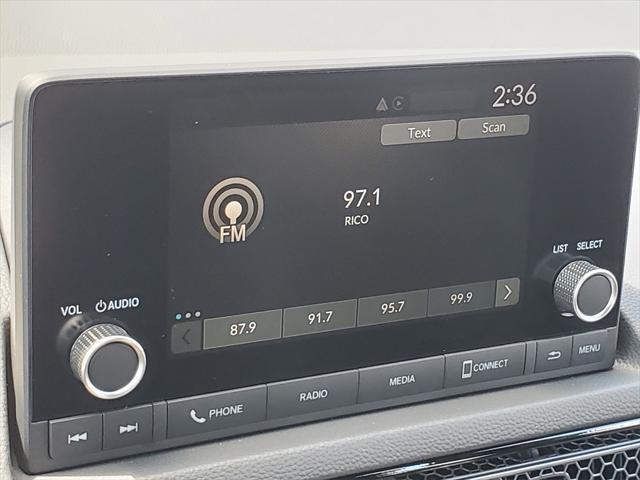 2:36
Text Scan
97.1
RICO
FM
LIST SELECT
VOL AUDIO
87.9 91.7 95.7 99.9
PHONE RADIO MEDIA CONNECT MENU